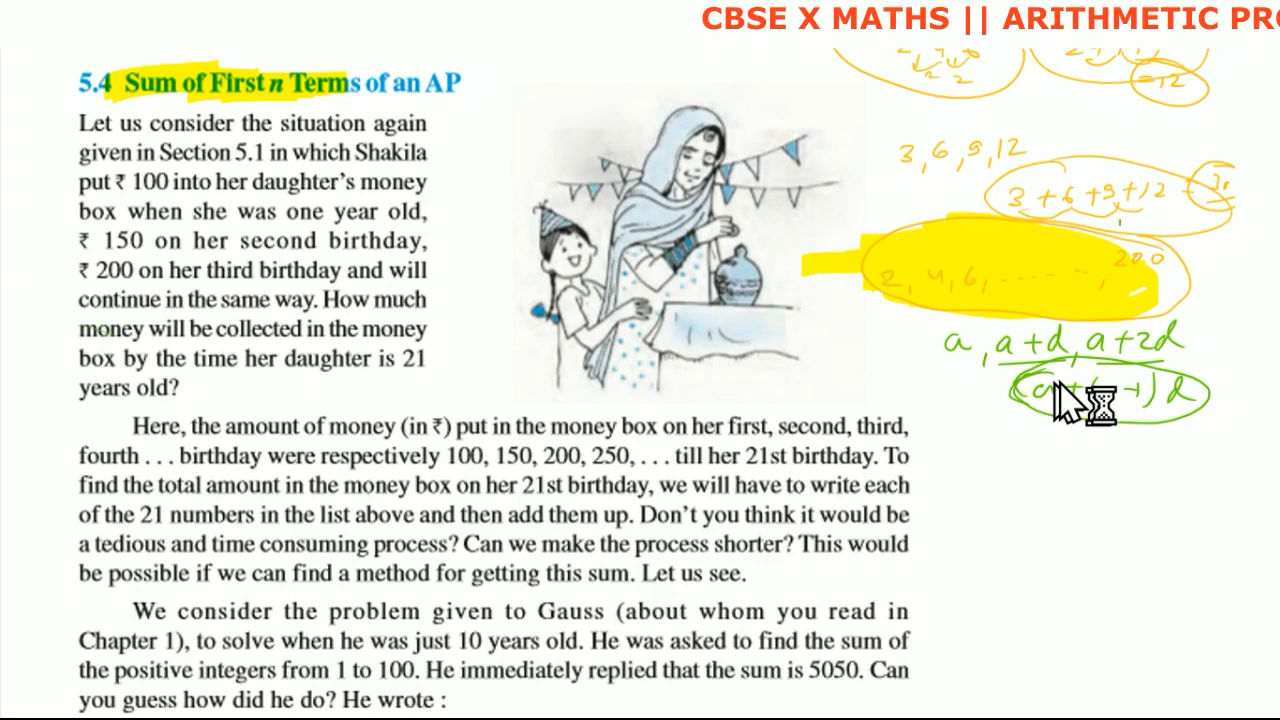 CBSE X MATHS || ARITHMETIC PRO
5.4 Sum of First n Terms of an AP
Let us consider the situation again
given in Section 5.1 in which Shakila
put ₹ 100 into her daughter's money
box when she was one year old,
₹ 150 on her second birthday,
₹ 200 on her third birthday and will
continue in the same way. How much
money will be collected in the money
box by the time her daughter is 21
years old?
Here, the amount of money (in ₹) put in the money box on her first, second, third,
fourth . . . birthday were respectively 100, 150, 200, 250, . . . till her 21st birthday. To
find the total amount in the money box on her 21st birthday, we will have to write each
of the 21 numbers in the list above and then add them up. Don't you think it would be
a tedious and time consuming process? Can we make the process shorter? This would
be possible if we can find a method for getting this sum. Let us see.
We consider the problem given to Gauss (about whom you read in
Chapter 1), to solve when he was just 10 years old. He was asked to find the sum of
the positive integers from 1 to 100. He immediately replied that the sum is 5050. Can
you guess how did he do? He wrote :
=12
3, 6, 9, 12
3 + 6 + 9 + 12 = 30
2, 4, 6, ------, 200
a, a+d, a+2d